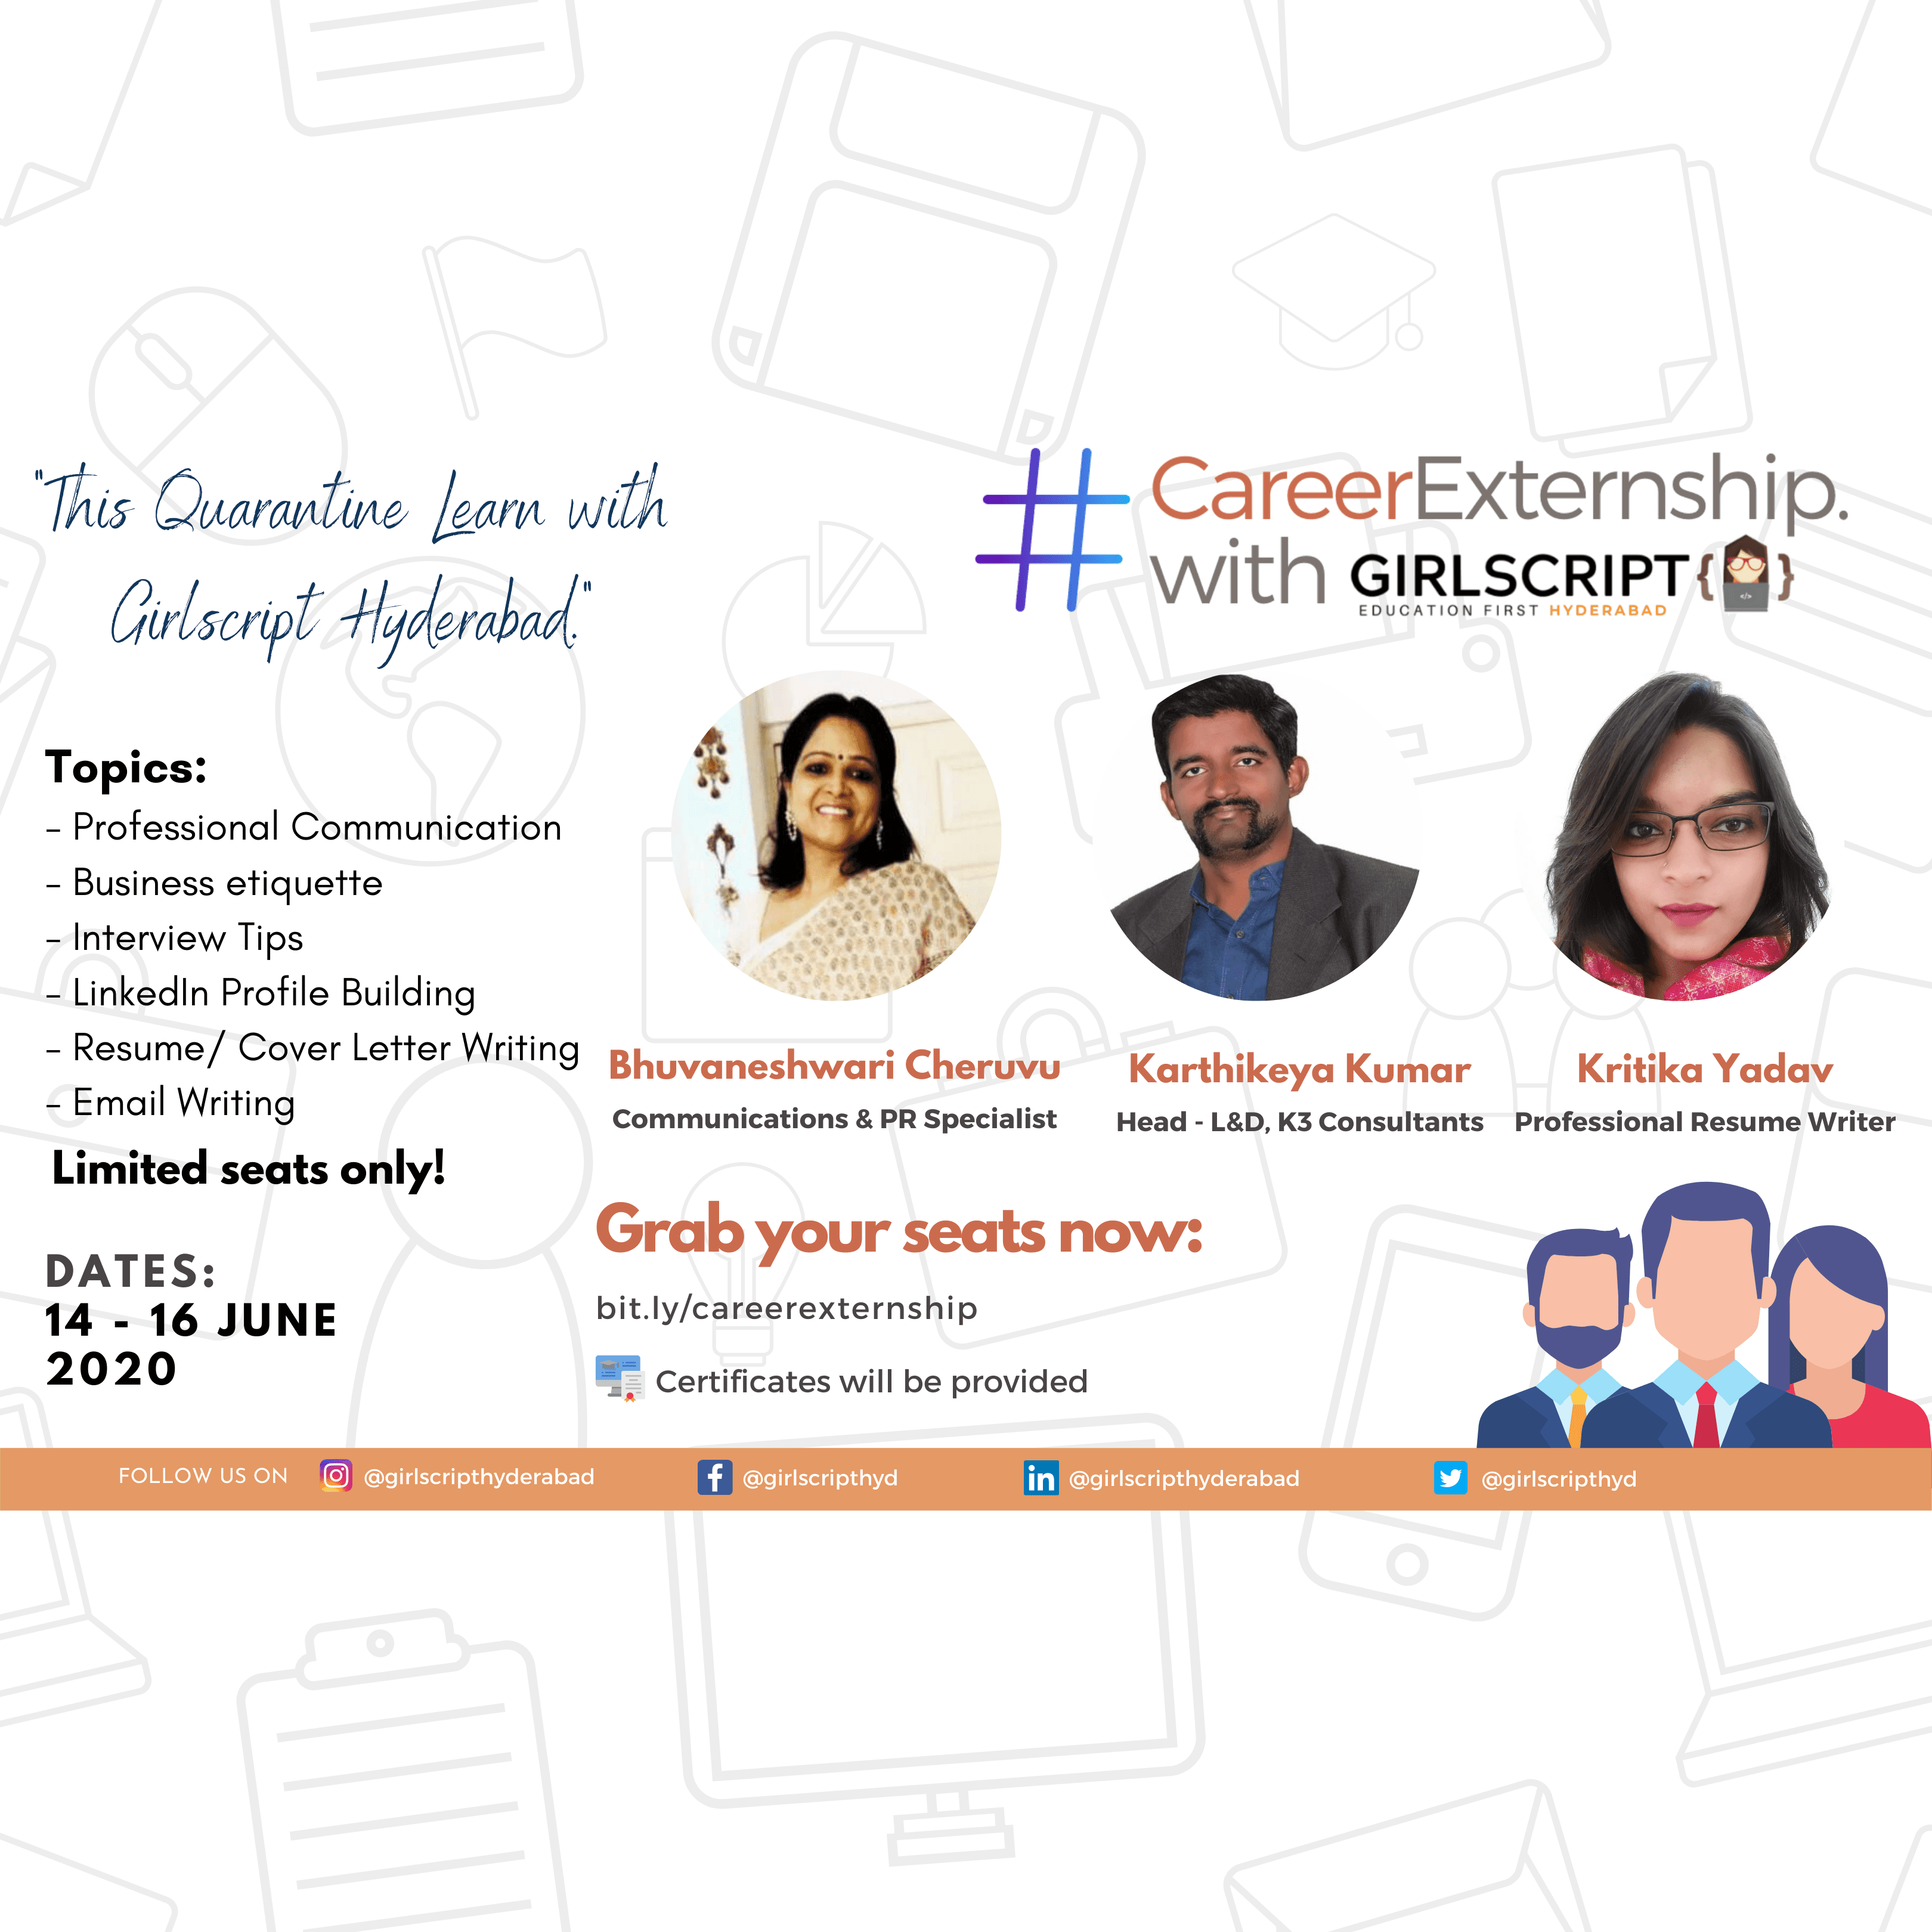 "This Quarantine Learn with
Girlscript Hyderabad."
#CareerExternship.
with GIRLSCRIPT
EDUCATION FIRST HYDERABAD
Topics:
- Professional Communication
- Business etiquette
- Interview Tips
- LinkedIn Profile Building
- Resume/ Cover Letter Writing
- Email Writing
Limited seats only!
DATES:
14 - 16 JUNE
2020
Bhuvaneshwari Cheruvu
Communications & PR Specialist
Karthikeya Kumar
Head - L&D, K3 Consultants
Kritika Yadav
Professional Resume Writer
Grab your seats now:
bit.ly/careerexternship
Certificates will be provided
FOLLOW US ON @girlscripthyderabad @girlscripthyd @girlscripthyderabad @girlscripthyd